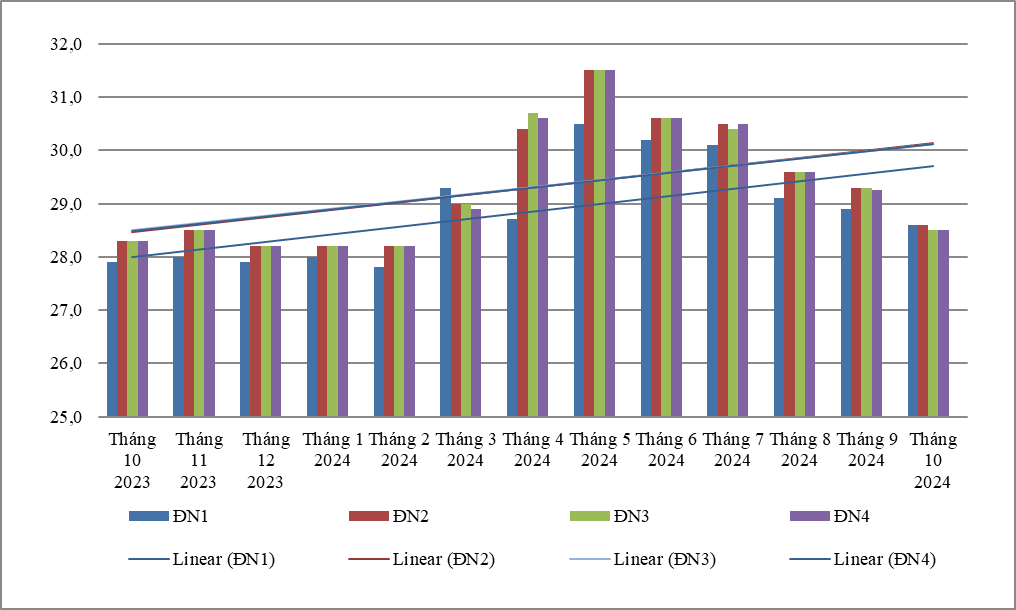 32,0
31,0
30,0
29,0
28,0
27,0
26,0
25,0
Tháng 10 2023
Tháng 11 2023
Tháng 12 2023
Tháng 1 2024
Tháng 2 2024
Tháng 3 2024
Tháng 4 2024
Tháng 5 2024
Tháng 6 2024
Tháng 7 2024
Tháng 8 2024
Tháng 9 2024
Tháng 10 2024
ĐN1 ĐN2 ĐN3 ĐN4
Linear (ĐN1) Linear (ĐN2) Linear (ĐN3) Linear (ĐN4)